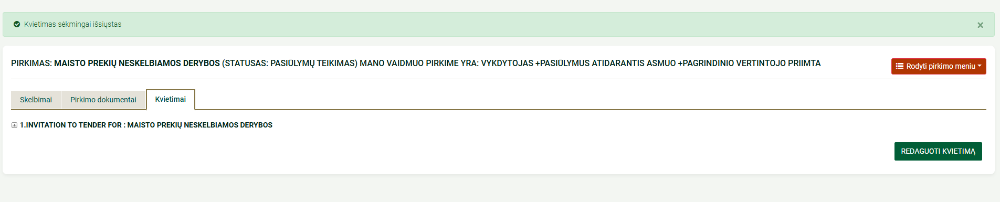 Kvietimas sėkmingai išsiųstas
×
PIRKIMAS: MAISTO PREKIŲ NESKELBIAMOS DERYBOS (STATUSAS: PASIŪLYMŲ TEIKIMAS) MANO VAIDMUO PIRKIME YRA: VYKDYTOJAS +PASIŪLYMUS ATIDARANTIS ASMUO +PAGRINDINIO VERTINTOJO PRIIMTA
Rodyti pirkimo meniu
Skelbimai Pirkimo dokumentai Kvietimai
1.INVITATION TO TENDER FOR : MAISTO PREKIŲ NESKELBIAMOS DERYBOS
REDAGUOTI KVIETIMĄ